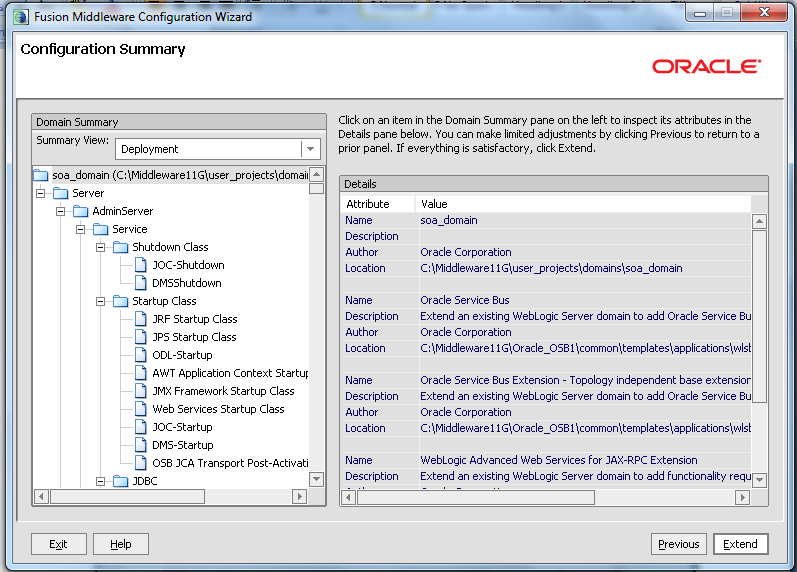 Fusion Middleware Configuration Wizard
Configuration Summary
ORACLE
Domain Summary
Summary View:
Deployment
soa_domain (C:\Middleware11G\user_projects\domain
Server
AdminServer
Service
Shutdown Class
JOC-Shutdown
DMSShutdown
Startup Class
JRF Startup Class
JPS Startup Class
ODL-Startup
AWT Application Context Startup
JMX Framework Startup Class
Web Services Startup Class
JOC-Startup
DMS-Startup
OSB JCA Transport Post-Activati
JDBC
Click on an item in the Domain Summary pane on the left to inspect its attributes in the
Details pane below. You can make limited adjustments by clicking Previous to return to a
prior panel. If everything is satisfactory, click Extend.
Details
Attribute Value
Name soa_domain
Description
Author Oracle Corporation
Location C:\Middleware11G\user_projects\domains\soa_domain
Name Oracle Service Bus
Description Extend an existing WebLogic Server domain to add Oracle Service Bu
Author Oracle Corporation
Location C:\Middleware11G\Oracle_OSB1\common\templates\applications\wlsb
Name Oracle Service Bus Extension - Topology independent base extension
Description Extend an existing WebLogic Server domain to add Oracle Service Bu
Author Oracle Corporation
Location C:\Middleware11G\Oracle_OSB1\common\templates\applications\wlsb
Name WebLogic Advanced Web Services for JAX-RPC Extension
Description Extend an existing WebLogic Server domain to add functionality requ
Exit
Help
Previous
Extend